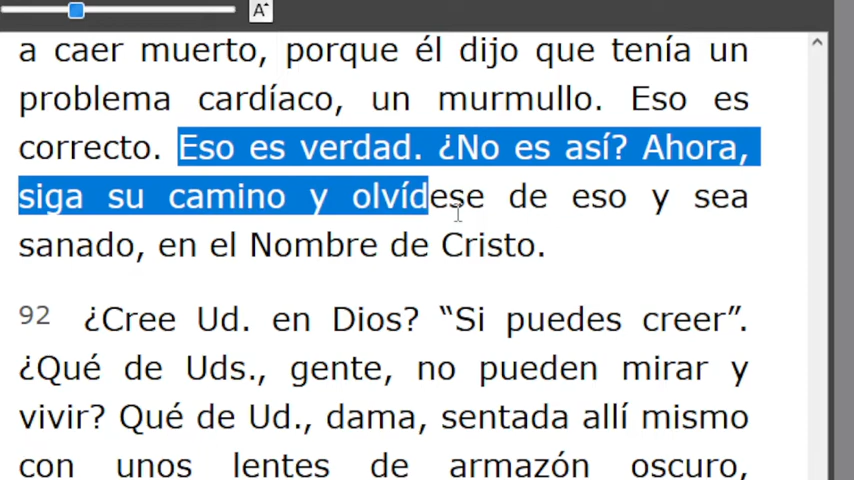 A
a caer muerto, porque él dijo que tenía un
problema cardíaco, un murmullo. Eso es
correcto. Eso es verdad. ¿No es así? Ahora,
siga su camino y olvídese de eso y sea
sanado, en el Nombre de Cristo.
92 ¿Cree Ud. en Dios? “Si puedes creer”.
¿Qué de Uds., gente, no pueden mirar y
vivir? Qué de Ud., dama, sentada allí mismo
con unos lentes de armazón oscuro,